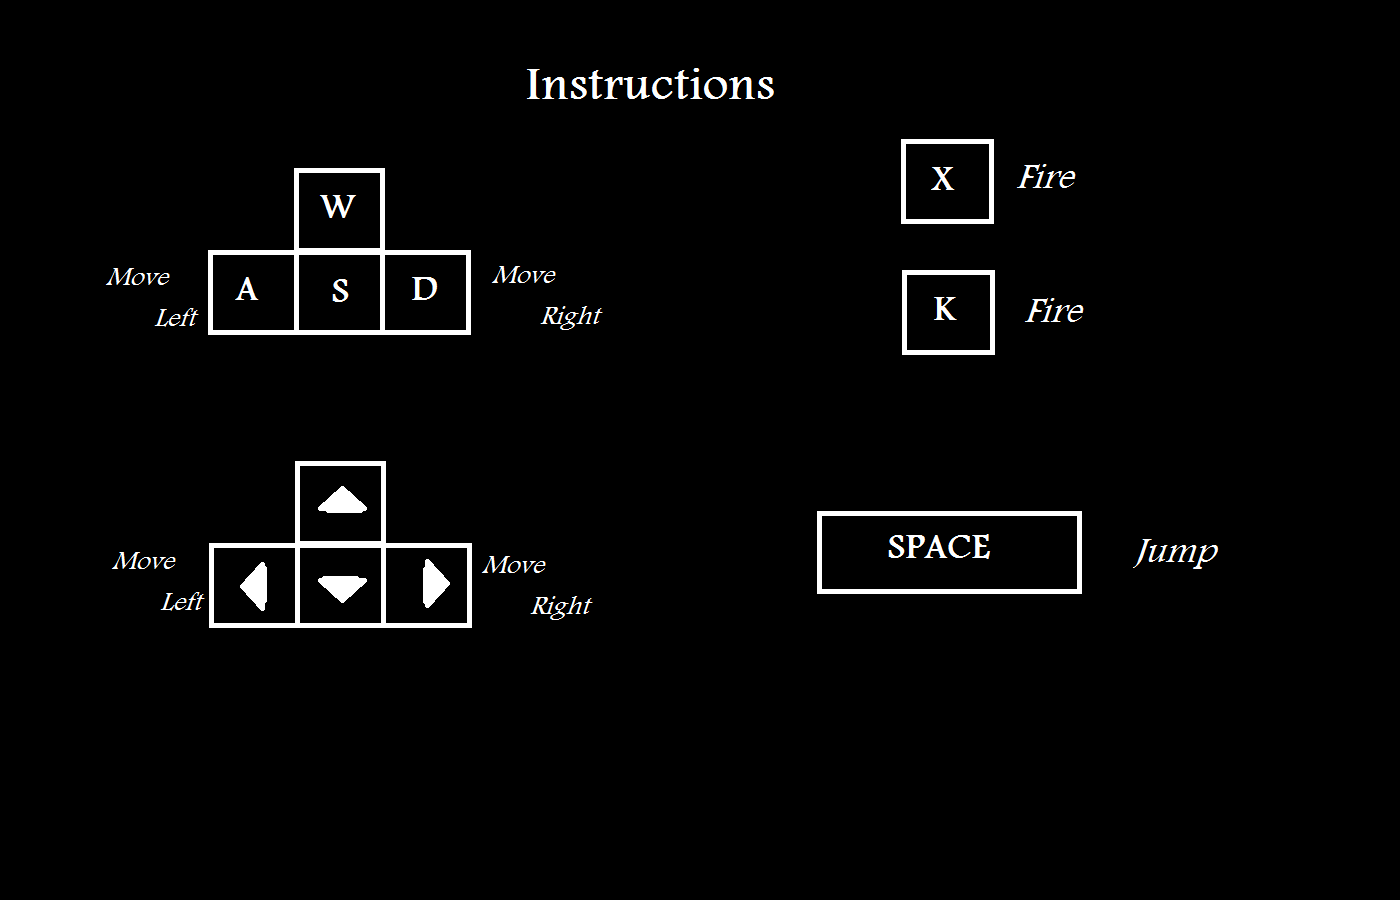 Instructions
W
Move
Left
A
S
D
Move
Right
X
Fire
K
Fire
Move
Left
Move
Right
SPACE
Jump